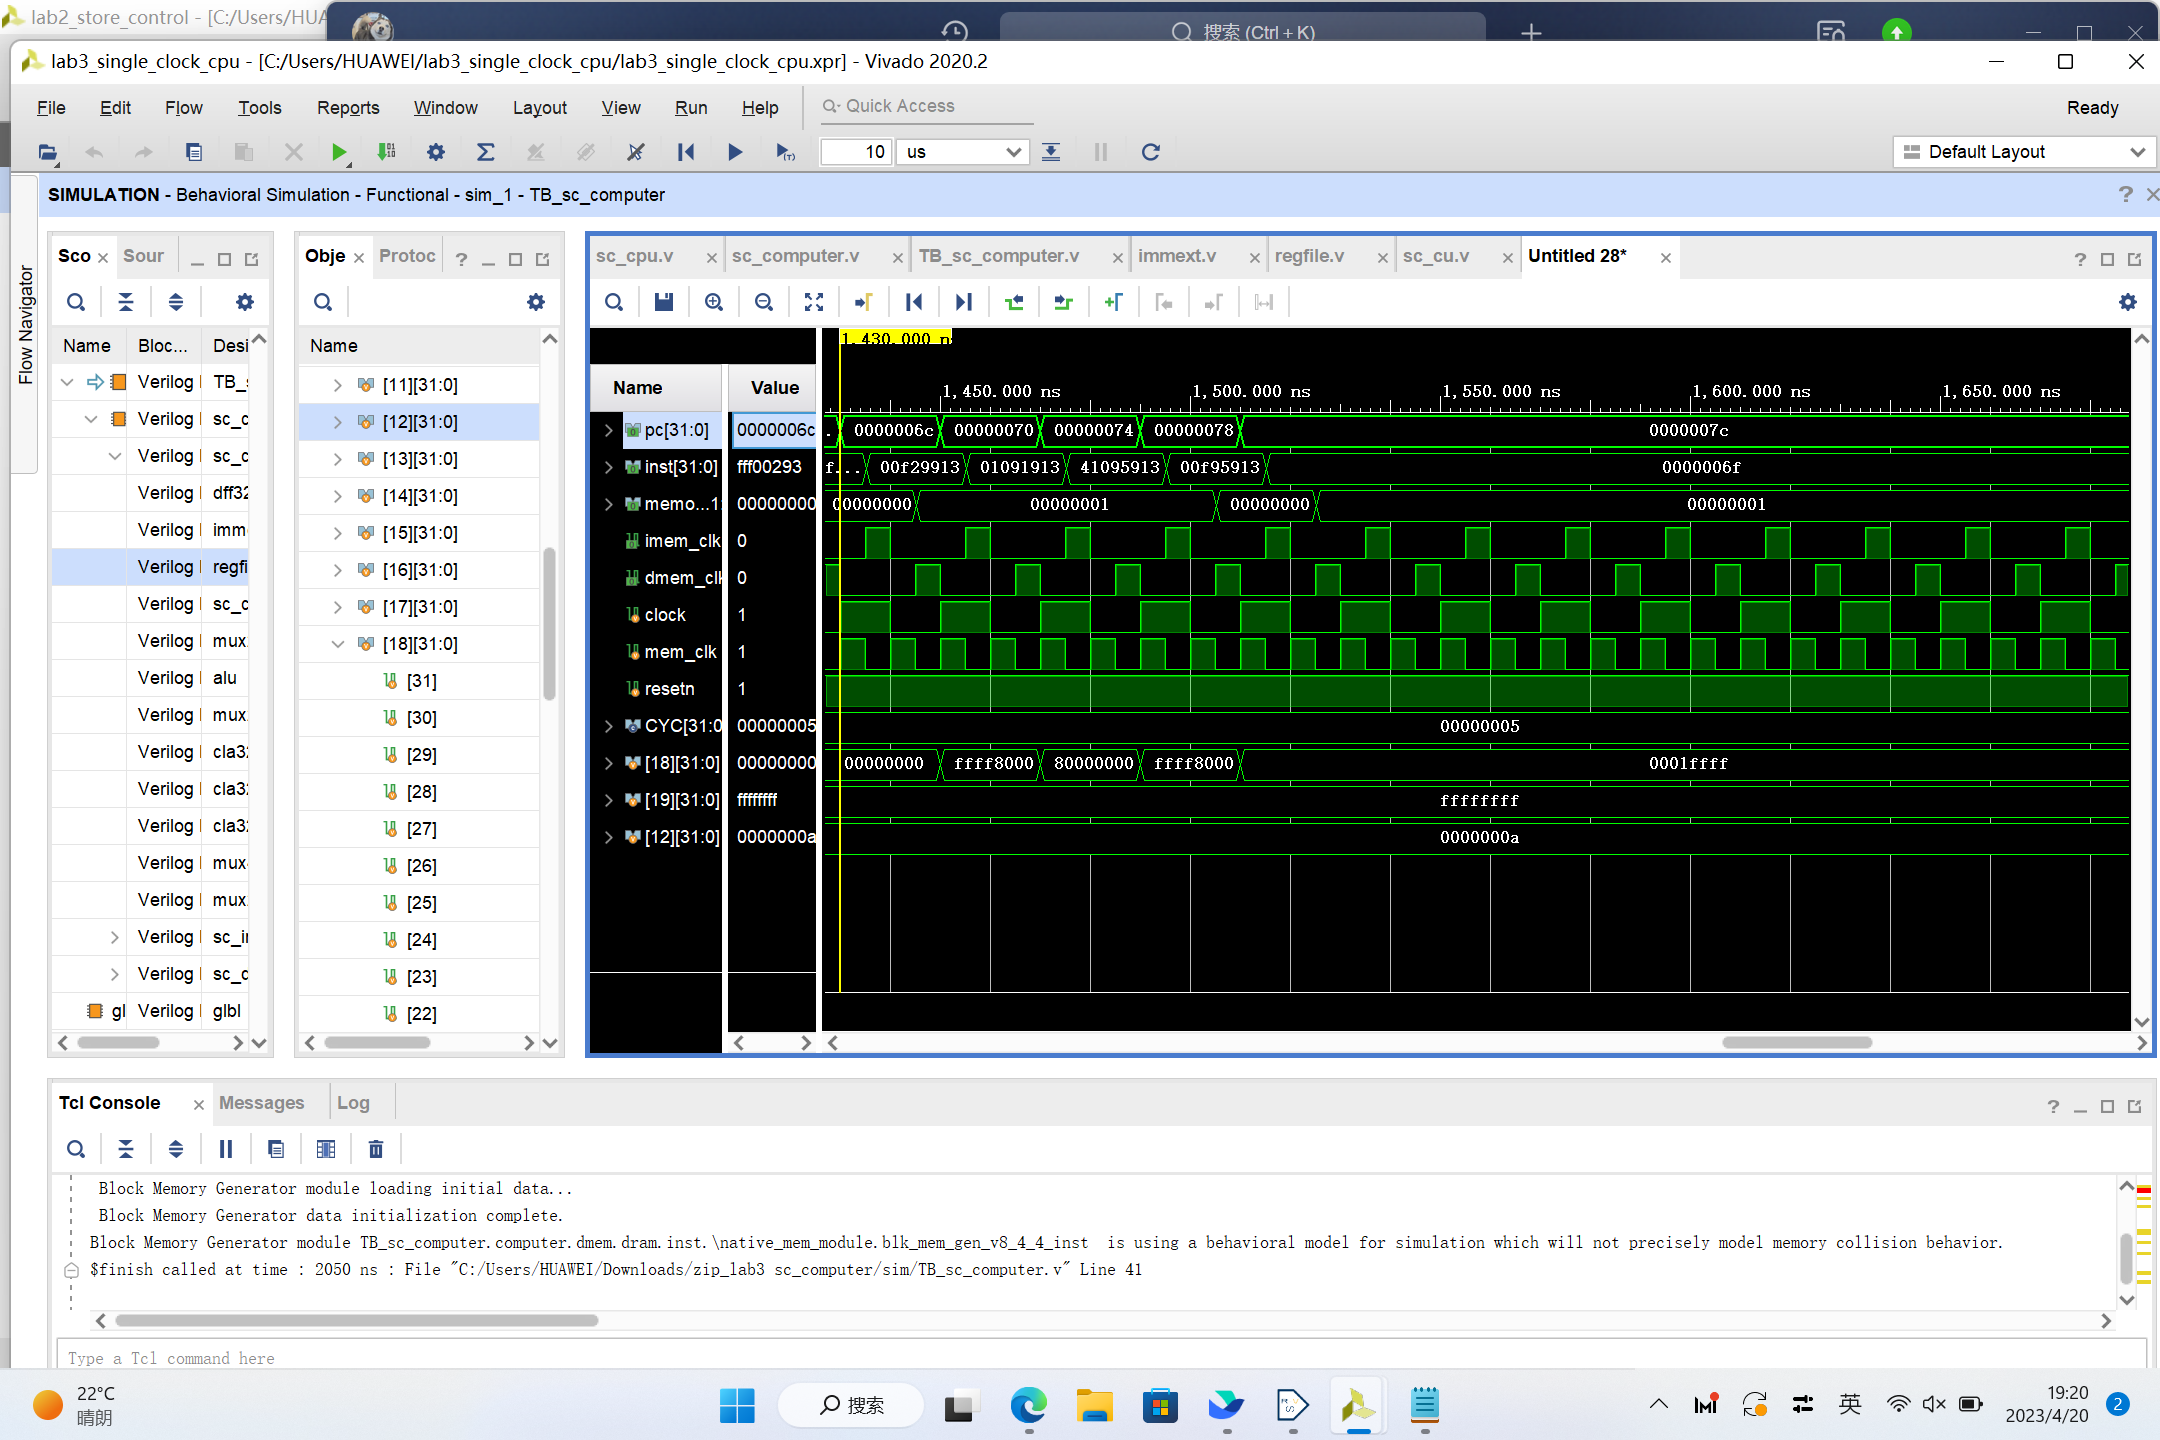 lab2_store_control - [C:/Users/HUA
搜索 (Ctrl + K)
lab3_single_clock_cpu - [C:/Users/HUAWEI/lab3_single_clock_cpu/lab3_single_clock_cpu.xpr] - Vivado 2020.2
File Edit Flow Tools Reports Window Layout View Run Help Quick Access Ready
10 us Default Layout
SIMULATION - Behavioral Simulation - Functional - sim_1 - TB_sc_computer
Flow Navigator
Sco Sour
Name Bloc... Desi
Verilog TB_
Verilog sc_c
Verilog sc_c
Verilog dff32
Verilog imm
Verilog regfi
Verilog sc_c
Verilog mux
Verilog alu
Verilog mux
Verilog cla32
Verilog cla32
Verilog cla32
Verilog mux
Verilog mux
Verilog sc_i
Verilog sc_c
gl Verilog glbl
Obje Protoc
Name
[11][31:0]
[12][31:0]
[13][31:0]
[14][31:0]
[15][31:0]
[16][31:0]
[17][31:0]
[18][31:0]
[31]
[30]
[29]
[28]
[27]
[26]
[25]
[24]
[23]
[22]
sc_cpu.v sc_computer.v TB_sc_computer.v immext.v regfile.v sc_cu.v Untitled 28*
1,430.000 n
Name Value 1,450.000 ns 1,500.000 ns 1,550.000 ns 1,600.000 ns 1,650.000 ns
pc[31:0] 0000006c . 0000006c 00000070 00000074 00000078 0000007c
inst[31:0] fff00293 f... 00f29913 01091913 41095913 00f95913 0000006f
memo...1: 00000000 00000000 00000001 00000000 00000001
imem_clk 0
dmem_clk 0
clock 1
mem_clk 1
resetn 1
CYC[31:0 00000005 00000005
[18][31:0] 00000000 00000000 ffff8000 80000000 ffff8000 0001ffff
[19][31:0] ffffffff ffffffff
[12][31:0] 0000000a 0000000a
Tcl Console Messages Log
Block Memory Generator module loading initial data...
Block Memory Generator data initialization complete.
Block Memory Generator module TB_sc_computer.computer.dmem.dram.inst.\native_mem_module.blk_mem_gen_v8_4_4_inst  is using a behavioral model for simulation which will not precisely model memory collision behavior.
$finish called at time : 2050 ns : File "C:/Users/HUAWEI/Downloads/zip_lab3 sc_computer/sim/TB_sc_computer.v" Line 41
Type a Tcl command here
22°C
晴朗
搜索
英
19:20
2023/4/20
2